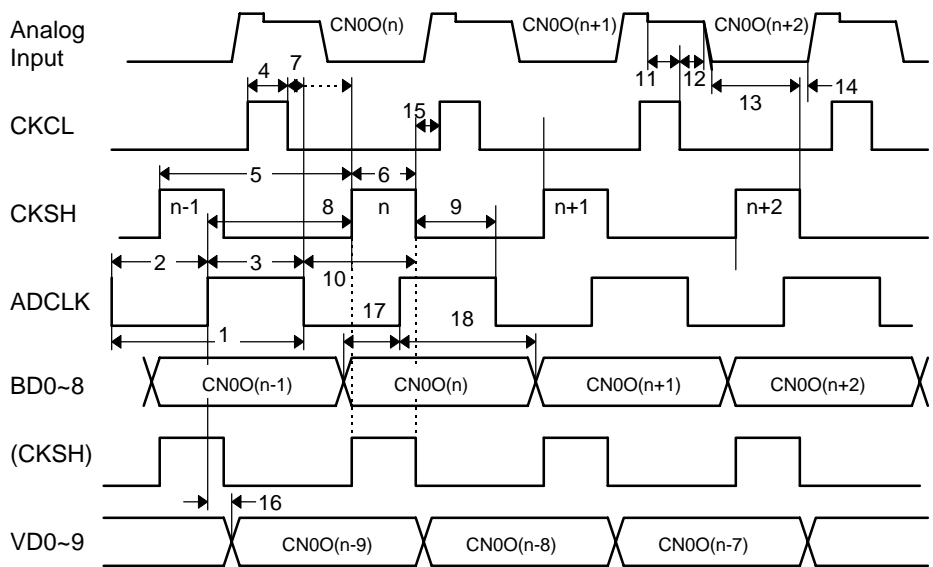 Analog
Input
CN0O(n)
CN0O(n+1)
CN0O(n+2)
4
7
11
12
13
14
CKCL
15
5
6
CKSH
n-1
8
n
9
n+1
n+2
2
3
10
ADCLK
1
17
18
BD0~8
CN0O(n-1)
CN0O(n)
CN0O(n+1)
CN0O(n+2)
(CKSH)
16
VD0~9
CN0O(n-9)
CN0O(n-8)
CN0O(n-7)